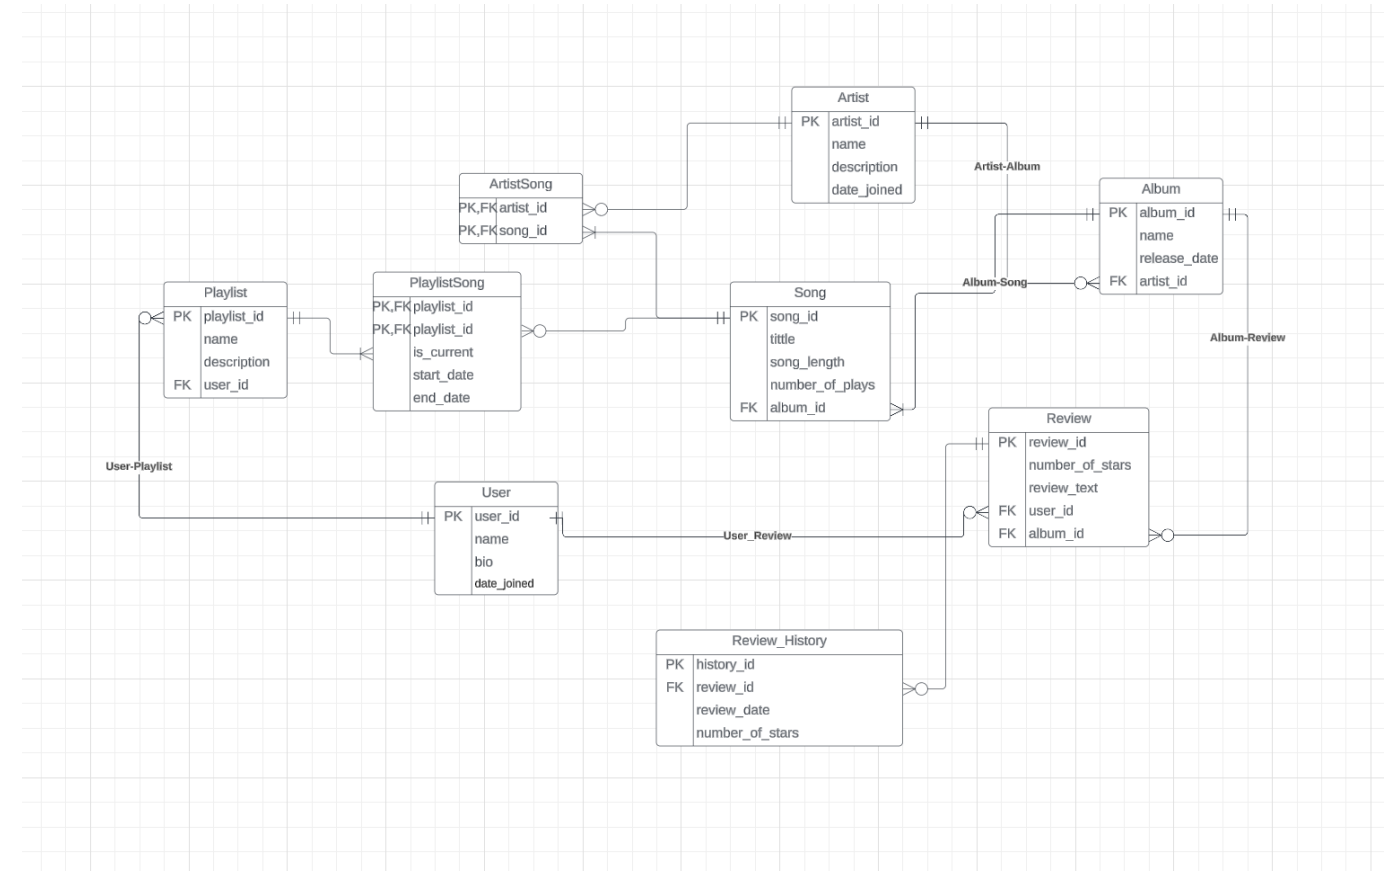 Artist
PK artist_id
name
description
date_joined
Artist-Album
ArtistSong
PK,FK artist_id
PK,FK song_id
Album
PK album_id
name
release_date
FK artist_id
Album-Song
Playlist
PK playlist_id
name
description
FK user_id
PlaylistSong
PK,FK playlist_id
PK,FK playlist_id
is_current
start_date
end_date
Song
PK song_id
tittle
song_length
number_of_plays
FK album_id
Album-Review
Review
PK review_id
number_of_stars
review_text
FK user_id
FK album_id
User-Playlist
User
PK user_id
name
bio
date_joined
User_Review
Review_History
PK history_id
FK review_id
review_date
number_of_stars